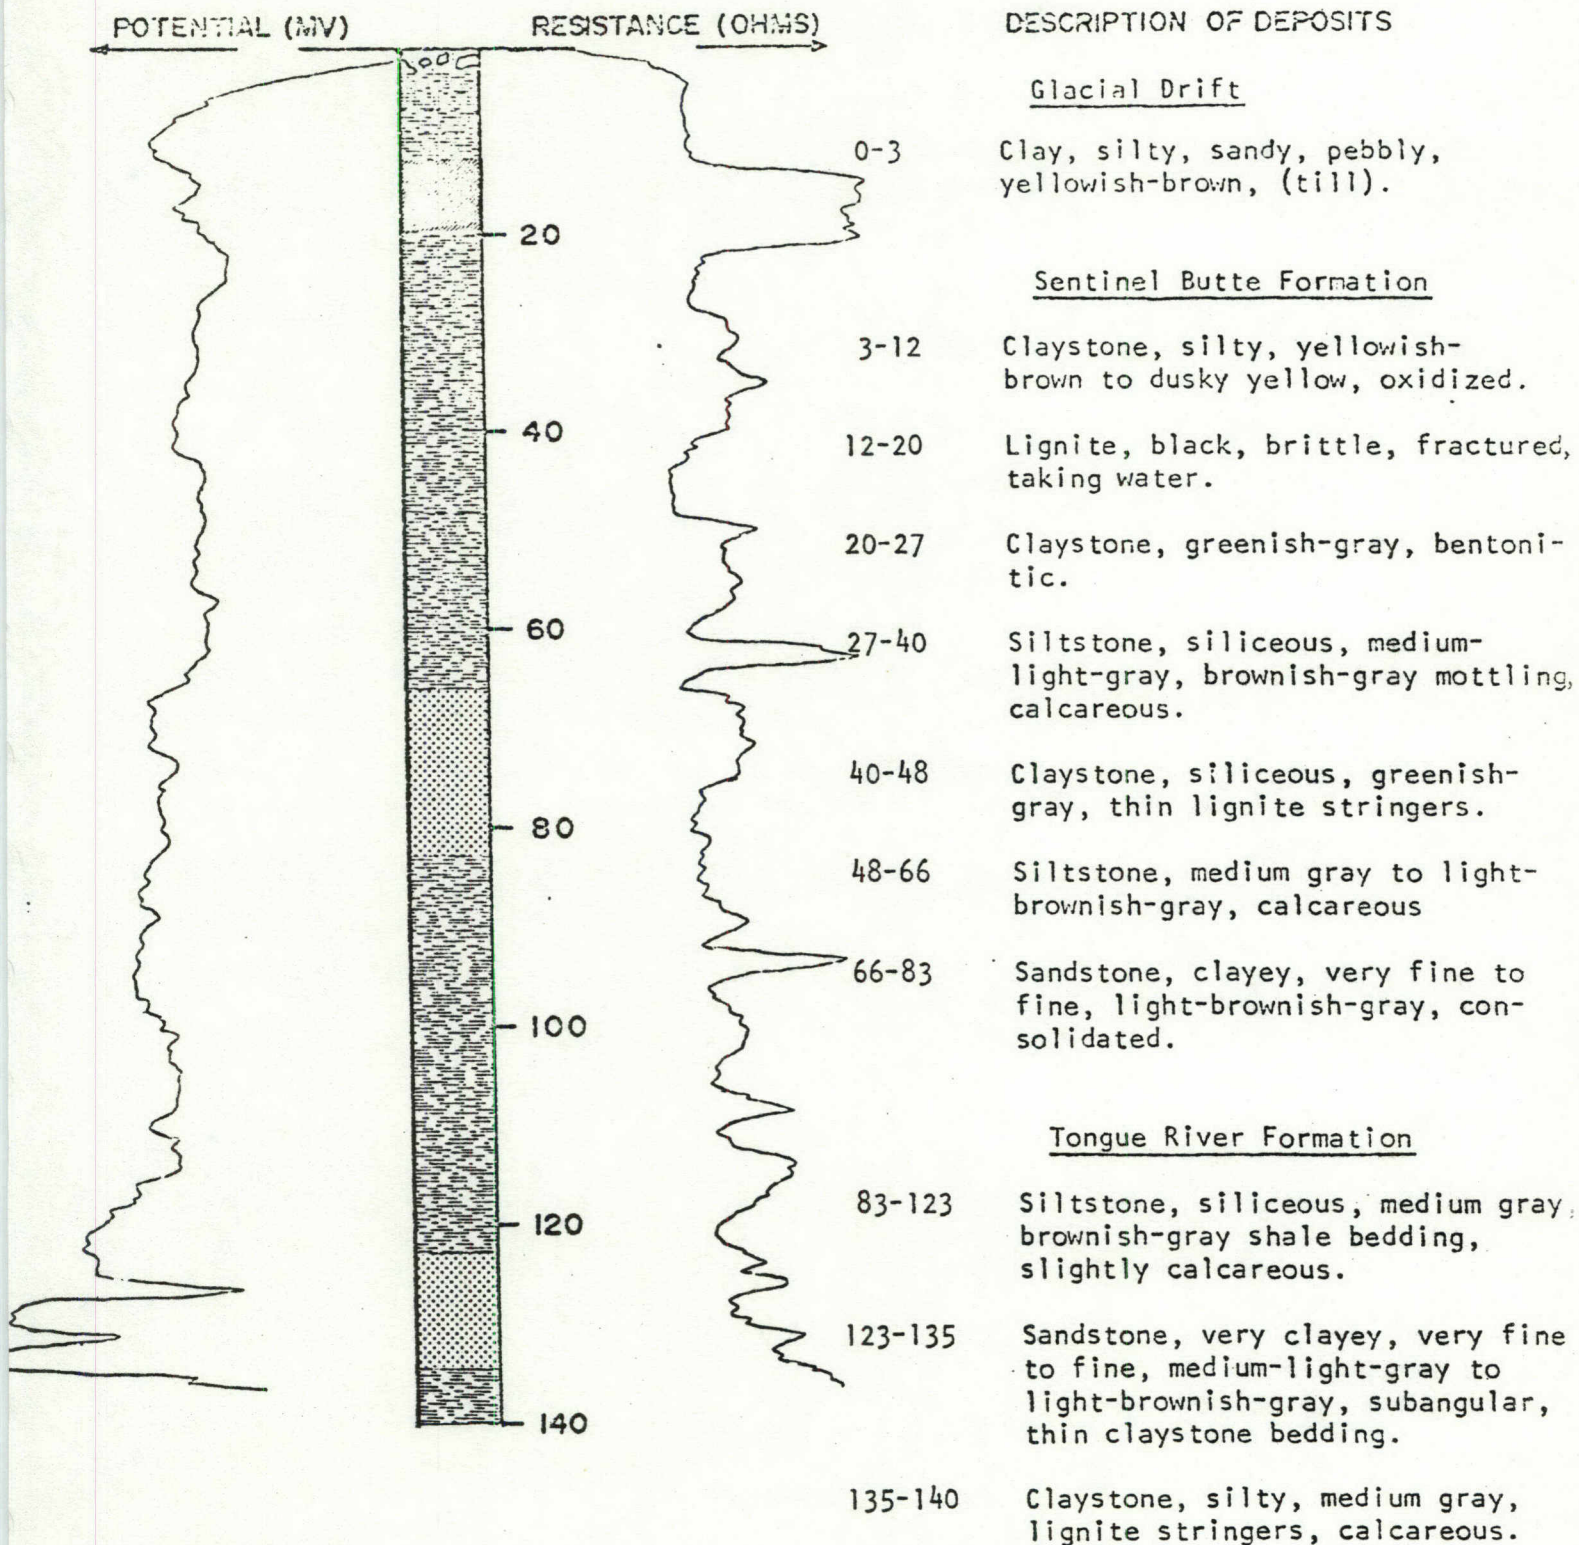 POTENTIAL (MV)
RESISTANCE (OHMS)
DESCRIPTION OF DEPOSITS
Glacial Drift
0-3 Clay, silty, sandy, pebbly,
yellowish-brown, (till).
20
Sentinel Butte Formation
3-12 Claystone, silty, yellowish-
brown to dusky yellow, oxidized.
40
12-20 Lignite, black, brittle, fractured,
taking water.
20-27 Claystone, greenish-gray, bentoni-
tic.
60
27-40 Siltstone, siliceous, medium-
light-gray, brownish-gray mottling,
calcareous.
40-48 Claystone, siliceous, greenish-
gray, thin lignite stringers.
80
48-66 Siltstone, medium gray to light-
brownish-gray, calcareous
66-83 Sandstone, clayey, very fine to
fine, light-brownish-gray, con-
solidated.
100
Tongue River Formation
83-123 Siltstone, siliceous, medium gray,
brownish-gray shale bedding,
slightly calcareous.
120
123-135 Sandstone, very clayey, very fine
to fine, medium-light-gray to
light-brownish-gray, subangular,
thin claystone bedding.
140
135-140 Claystone, silty, medium gray,
lignite stringers, calcareous.